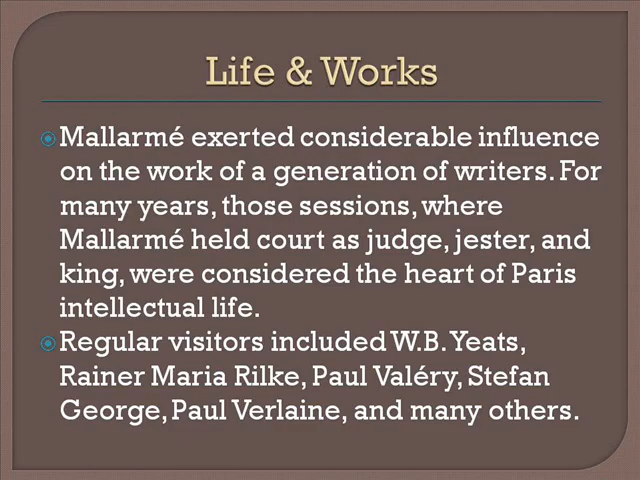 Life & Works
Mallarmé exerted considerable influence
on the work of a generation of writers. For
many years, those sessions, where
Mallarmé held court as judge, jester, and
king, were considered the heart of Paris
intellectual life.
Regular visitors included W.B. Yeats,
Rainer Maria Rilke, Paul Valéry, Stefan
George, Paul Verlaine, and many others.